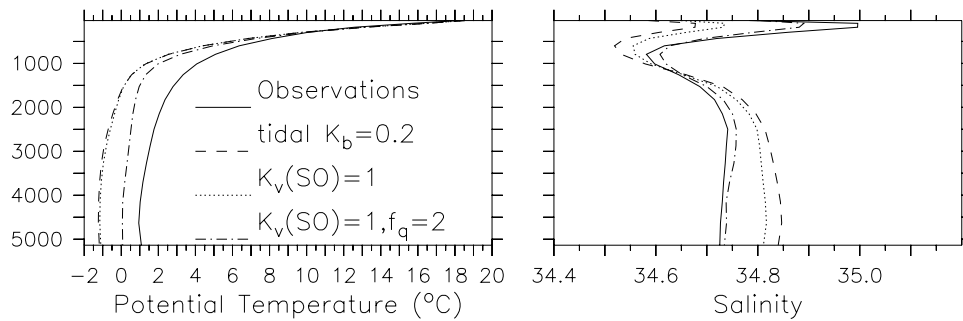 1000
2000
3000
4000
5000
Observations
tidal K_b=0.2
K_v(SO)=1
K_v(SO)=1,f_q=2
−2 0 2 4 6 8 10 12 14 16 18 20
Potential Temperature (°C)
34.4 34.6 34.8 35.0
Salinity